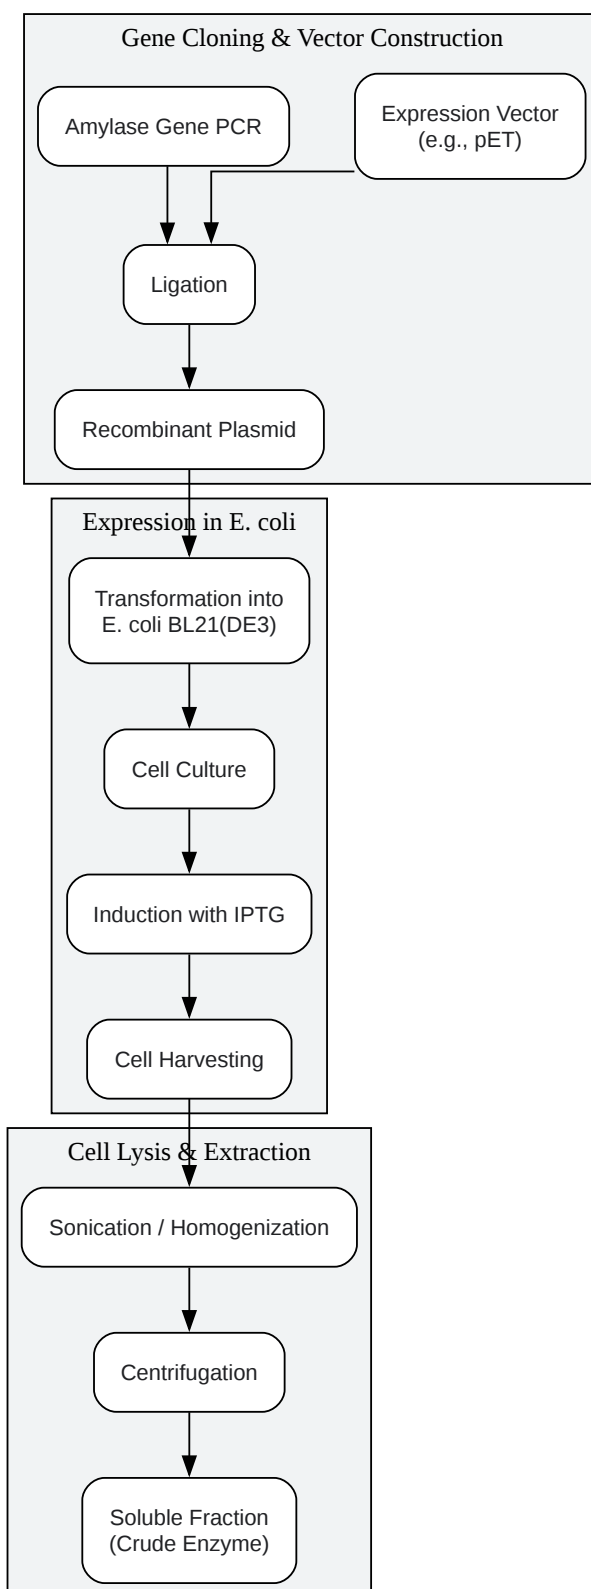 Gene Cloning & Vector Construction
Amylase Gene PCR
Expression Vector
(e.g., pET)
Ligation
Recombinant Plasmid
Expression in E. coli
Transformation into
E. coli BL21(DE3)
Cell Culture
Induction with IPTG
Cell Harvesting
Cell Lysis & Extraction
Sonication / Homogenization
Centrifugation
Soluble Fraction
(Crude Enzyme)